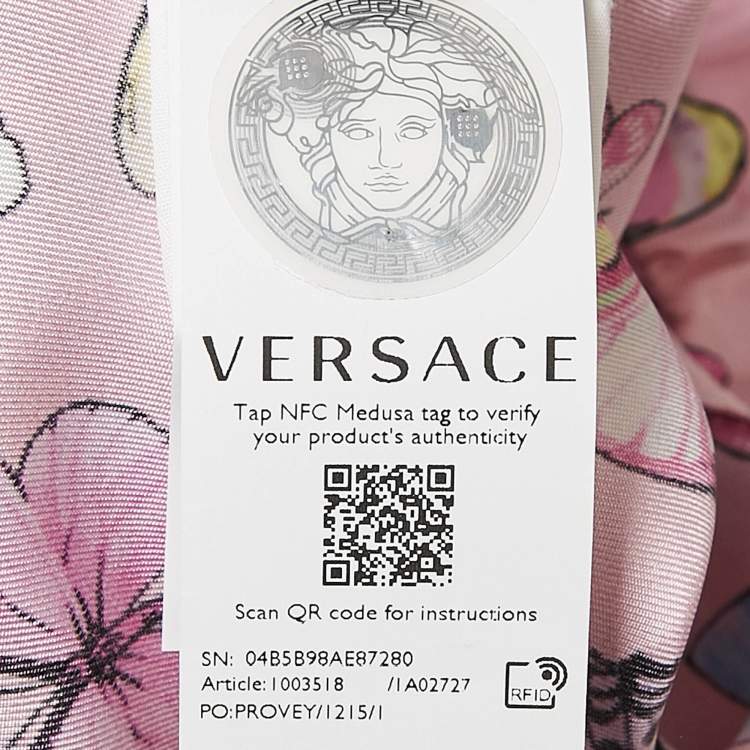 VERSACE
Tap NFC Medusa tag to verify
your product's authenticity
Scan QR code for instructions
SN: 04B5B98AE87280
Article: 1003518 /1A02727
PO:PROVEY/1215/1
RFID